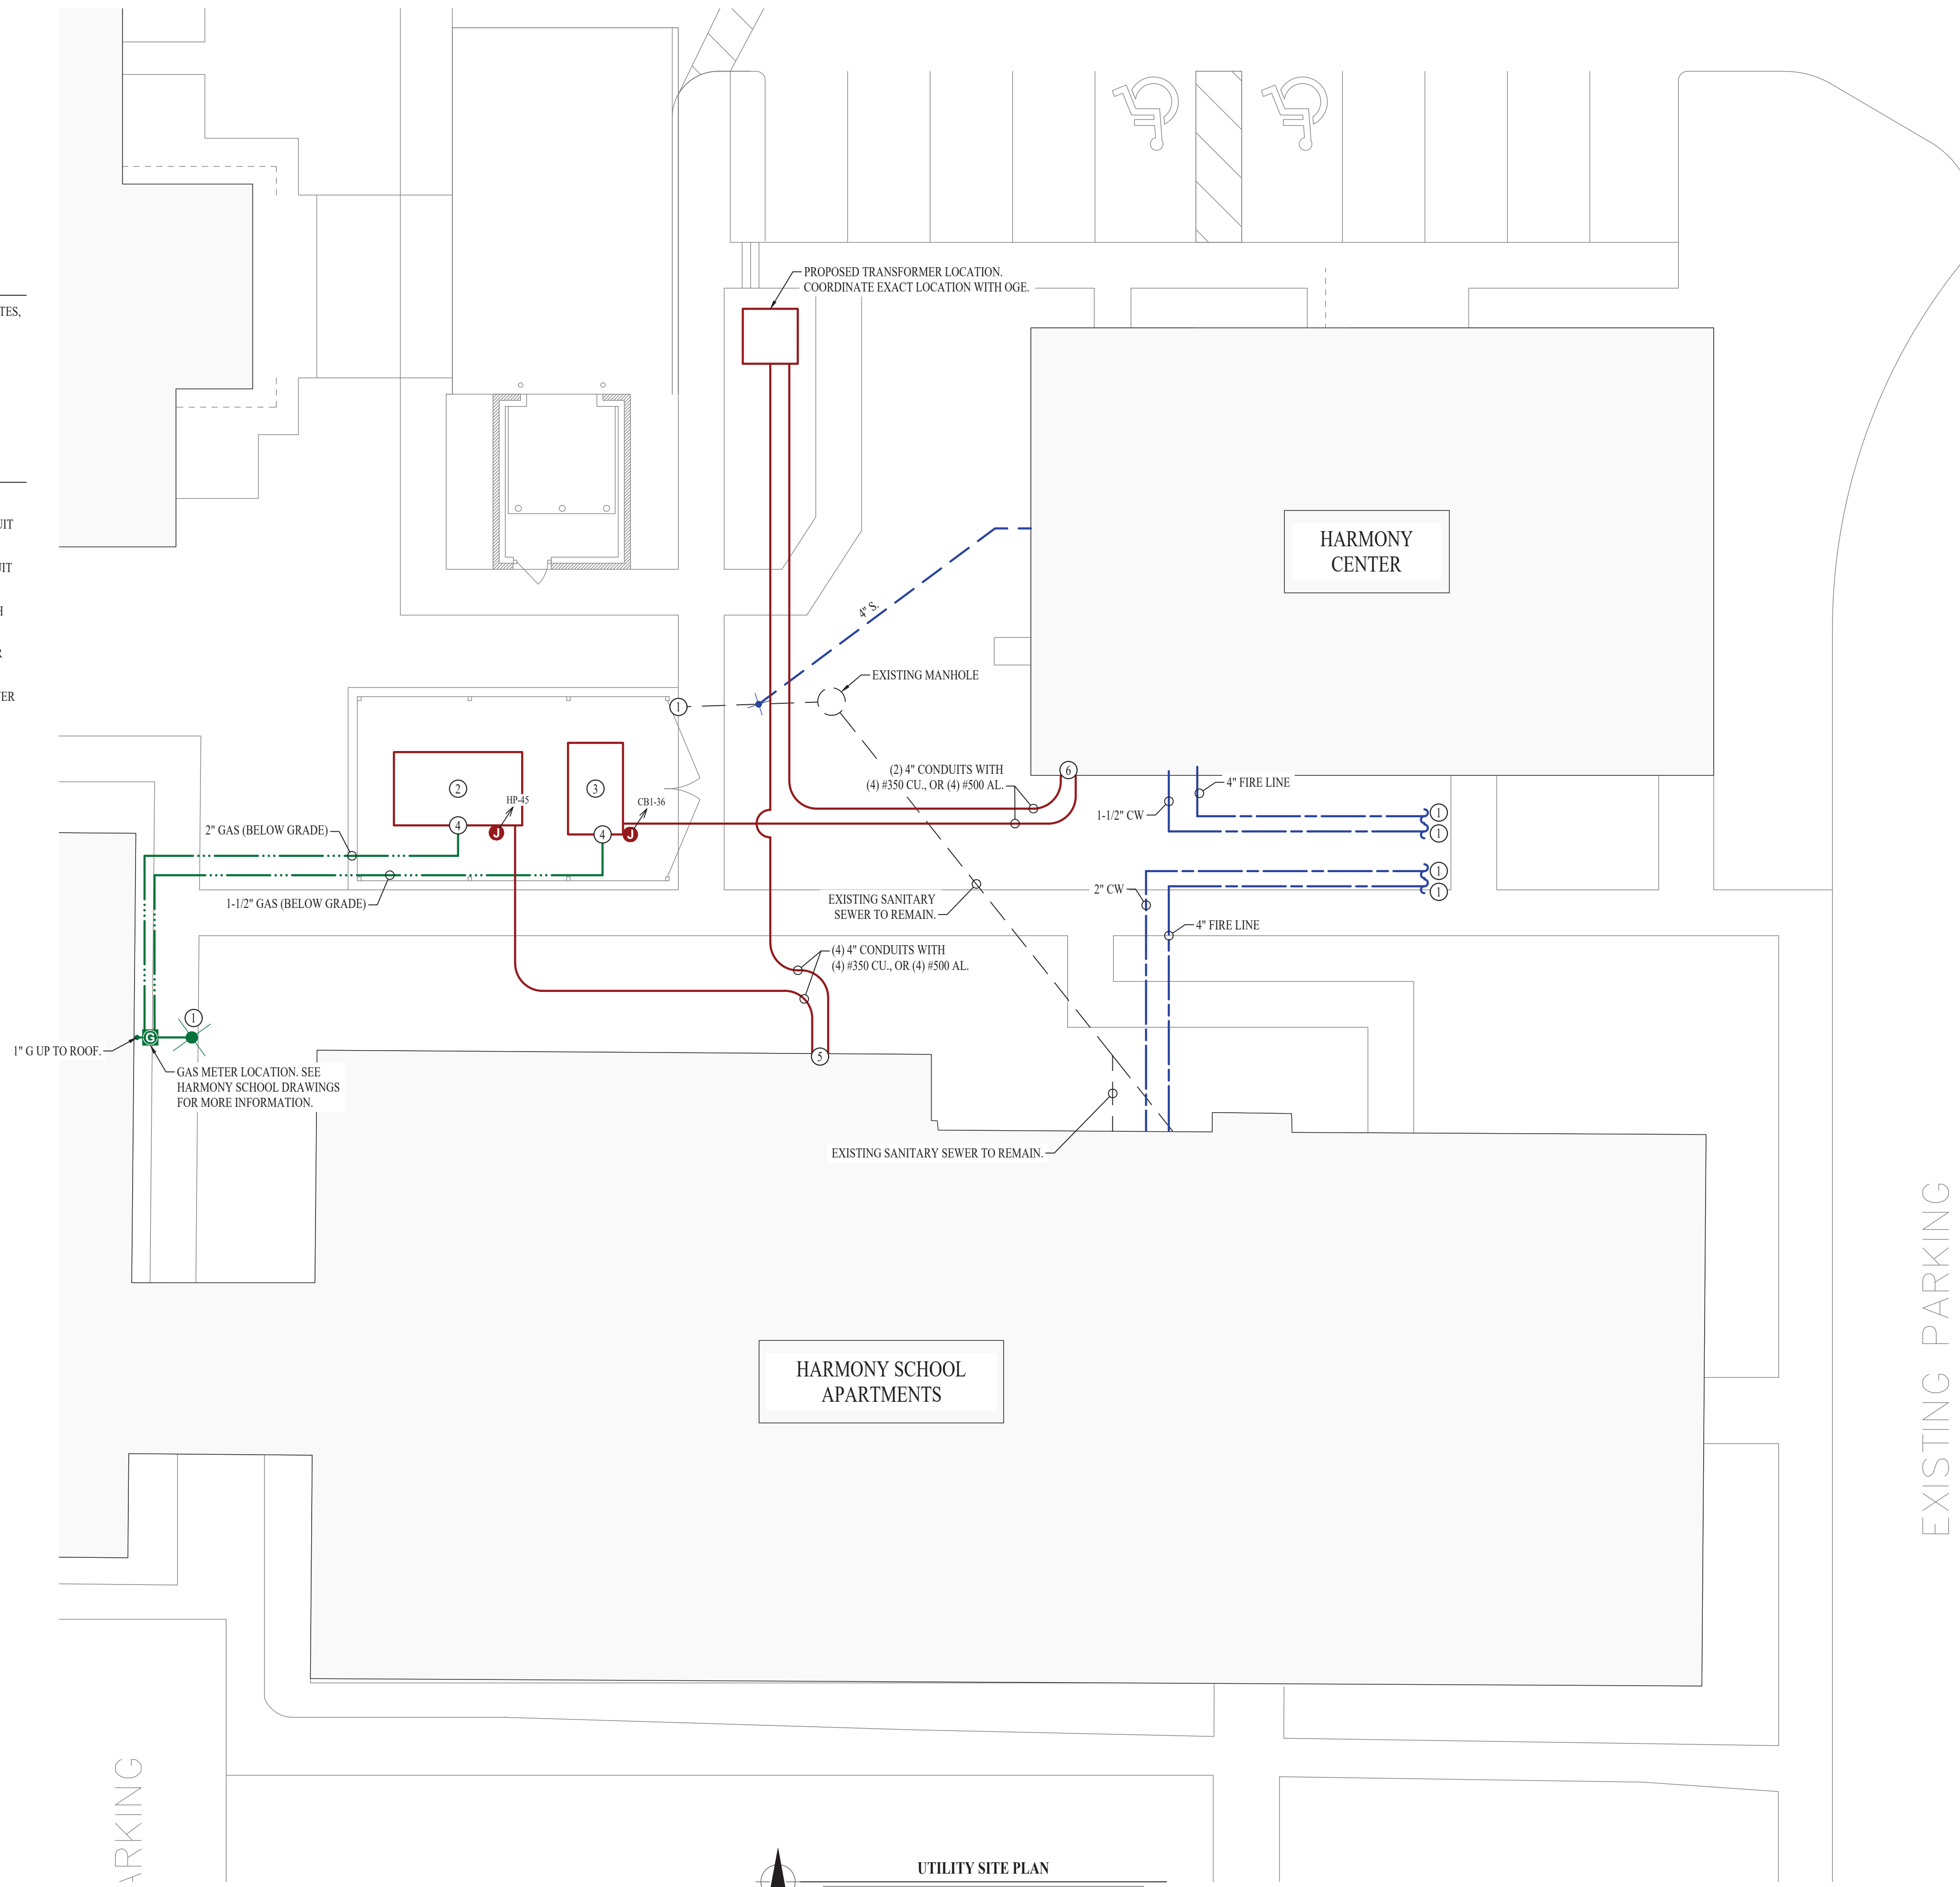 PROPOSED TRANSFORMER LOCATION.
COORDINATE EXACT LOCATION WITH OGE.
TES,
UIT
UIT
H
R
ER
HARMONY
CENTER
4" S.
EXISTING MANHOLE
1
(2) 4" CONDUITS WITH
(4) #350 CU., OR (4) #500 AL.
6
2
3
HP-45
CB1-36
4
J
4
J
4" FIRE LINE
1-1/2" CW
1
1
2" GAS (BELOW GRADE)
1-1/2" GAS (BELOW GRADE)
EXISTING SANITARY
SEWER TO REMAIN.
2" CW
1
1
4" FIRE LINE
(4) 4" CONDUITS WITH
(4) #350 CU., OR (4) #500 AL.
1
G
1" G UP TO ROOF.
5
GAS METER LOCATION. SEE
HARMONY SCHOOL DRAWINGS
FOR MORE INFORMATION.
EXISTING SANITARY SEWER TO REMAIN.
HARMONY SCHOOL
APARTMENTS
EXISTING PARKING
ARKING
UTILITY SITE PLAN